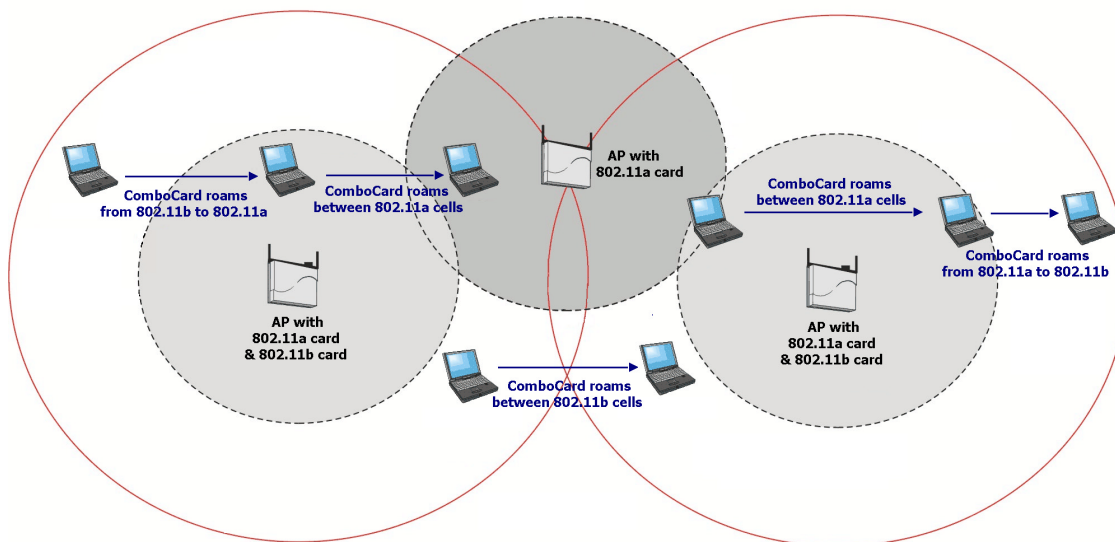 AP with
802.11a card
ComboCard roams
from 802.11b to 802.11a
ComboCard roams
between 802.11a cells
ComboCard roams
between 802.11a cells
ComboCard roams
from 802.11a to 802.11b
AP with
802.11a card
& 802.11b card
AP with
802.11a card
& 802.11b card
ComboCard roams
between 802.11b cells